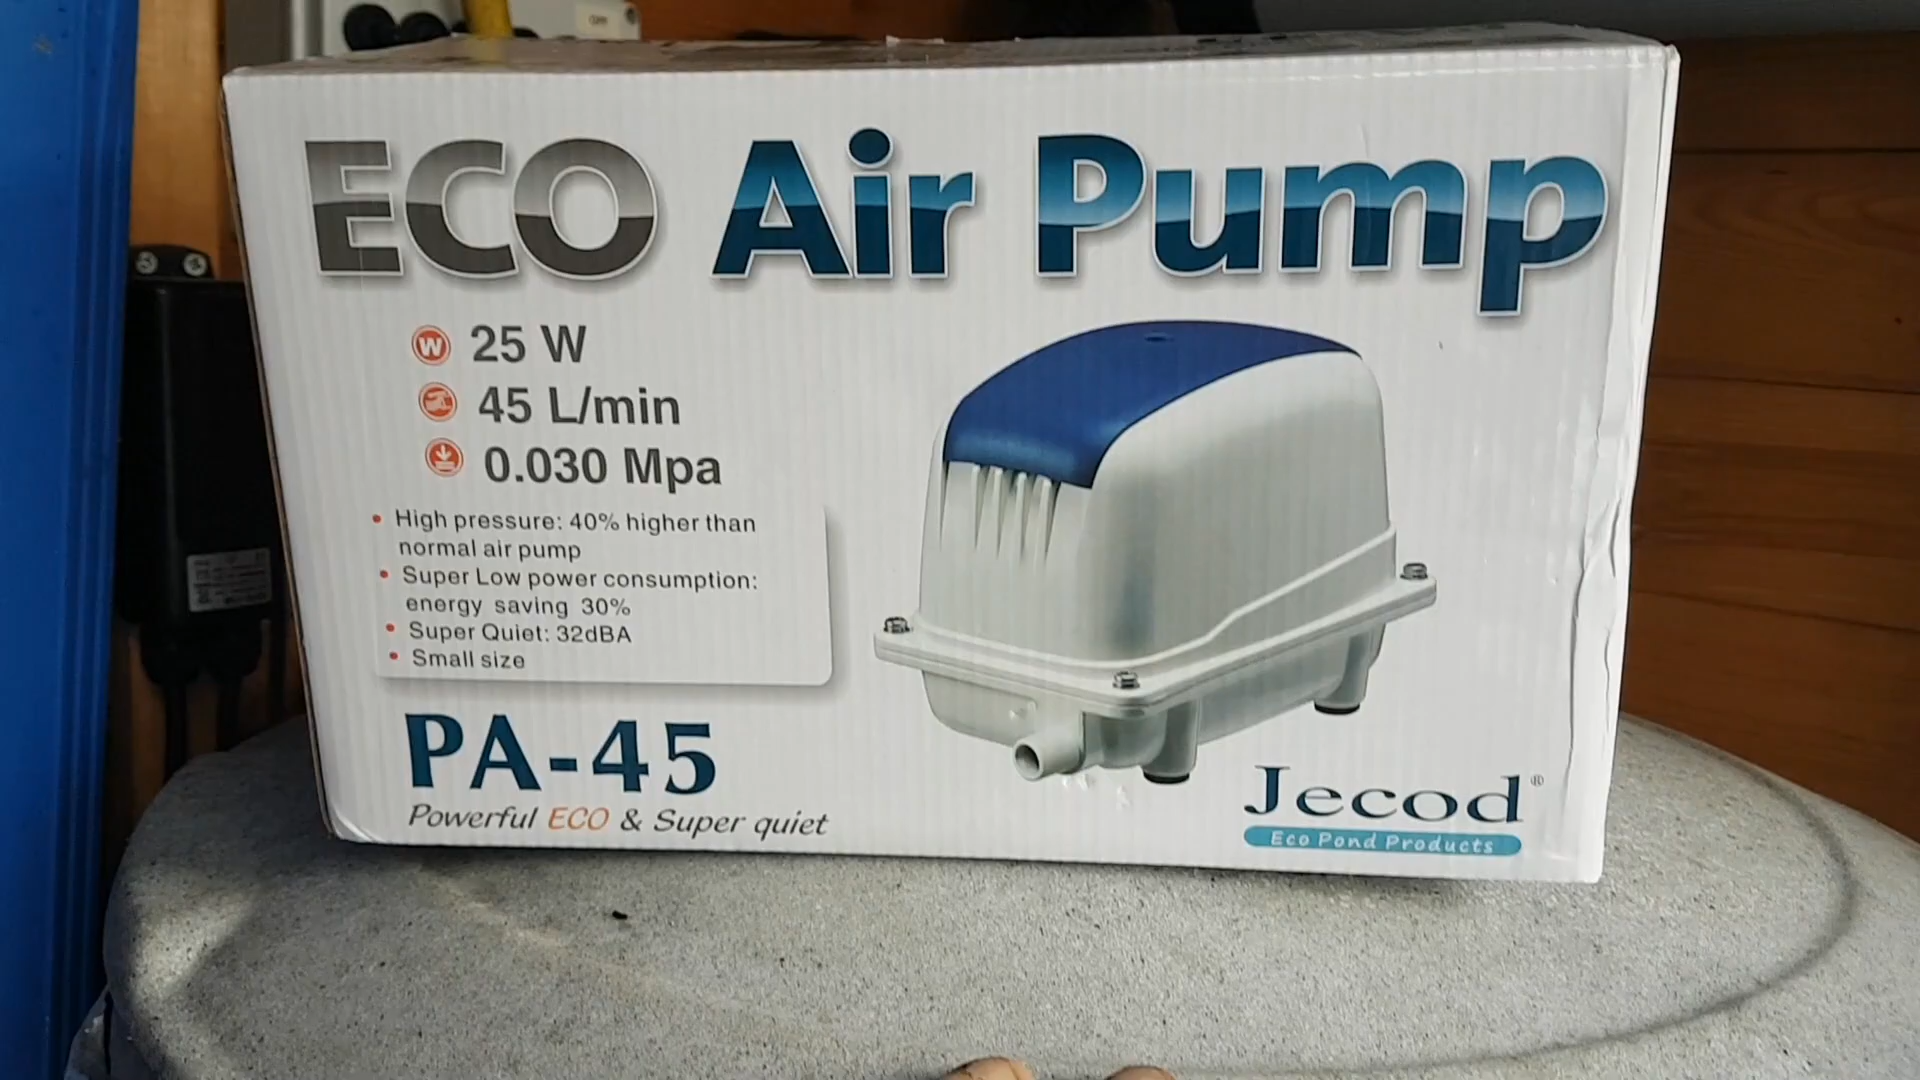 ECO Air Pump
W 25 W
45 L/min
0.030 Mpa
• High pressure: 40% higher than
normal air pump
• Super Low power consumption:
energy saving 30%
• Super Quiet: 32dBA
• Small size
PA-45
Powerful ECO & Super quiet
Jecod®
Eco Pond Products